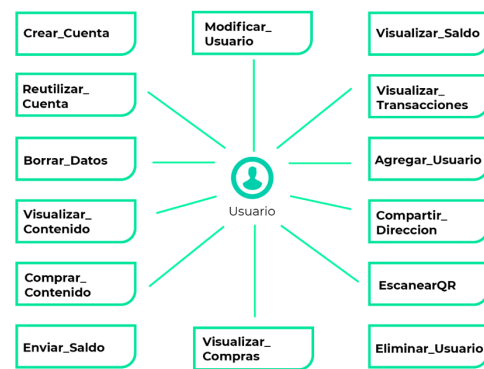 Crear_Cuenta
Modificar_
Usuario
Visualizar_Saldo
Reutilizar_
Cuenta
Visualizar_
Transacciones
Borrar_Datos
Agregar_Usuario
Usuario
Visualizar_
Contenido
Compartir_
Direccion
Comprar_
Contenido
EscanearQR
Enviar_Saldo
Visualizar_
Compras
Eliminar_Usuario